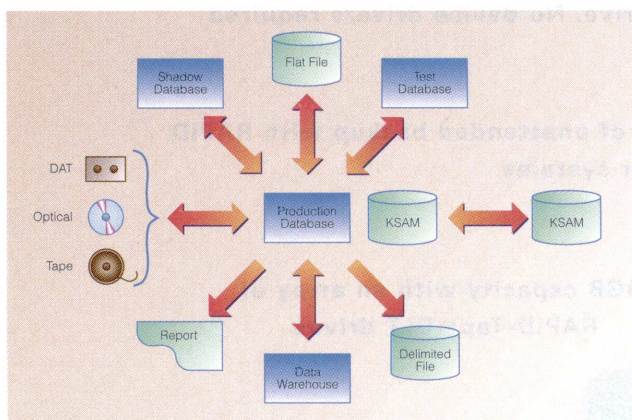 Flat File
Shadow
Database
Test
Database
DAT
Optical
Tape
Production
Database
KSAM
KSAM
Report
Data
Warehouse
Delimited
File